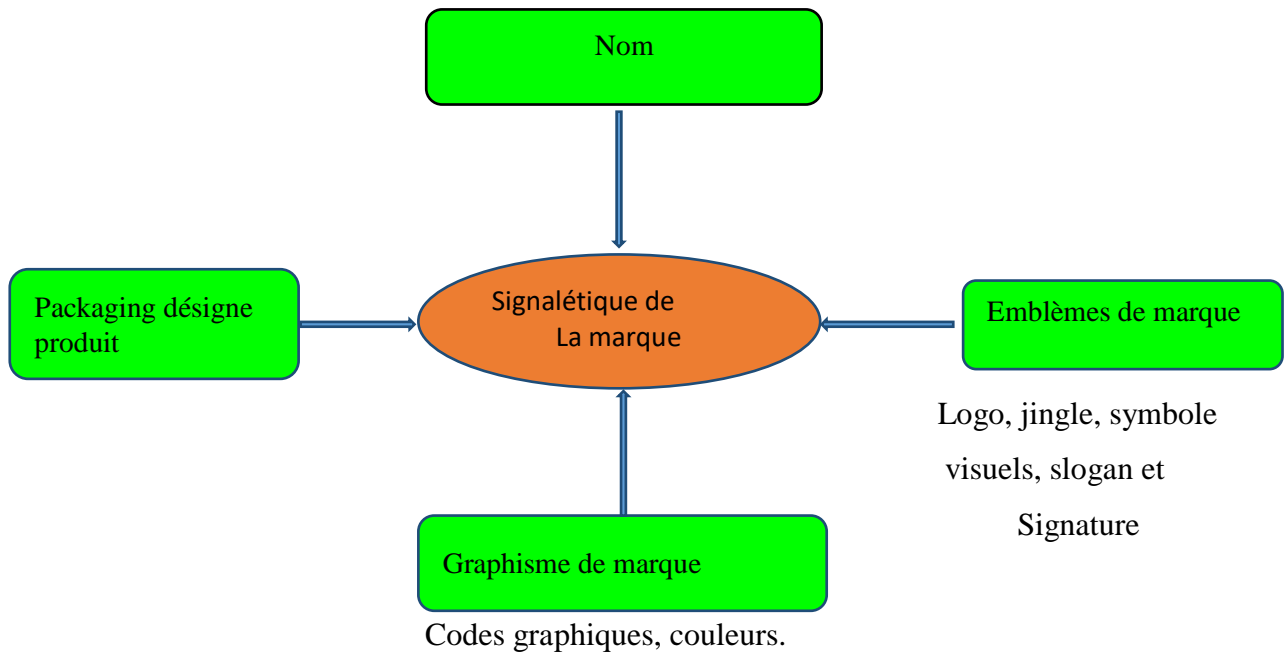 Nom
Packaging désigne
produit
Signalétique de
La marque
Emblèmes de marque
Logo, jingle, symbole
visuels, slogan et
Signature
Graphisme de marque
Codes graphiques, couleurs.